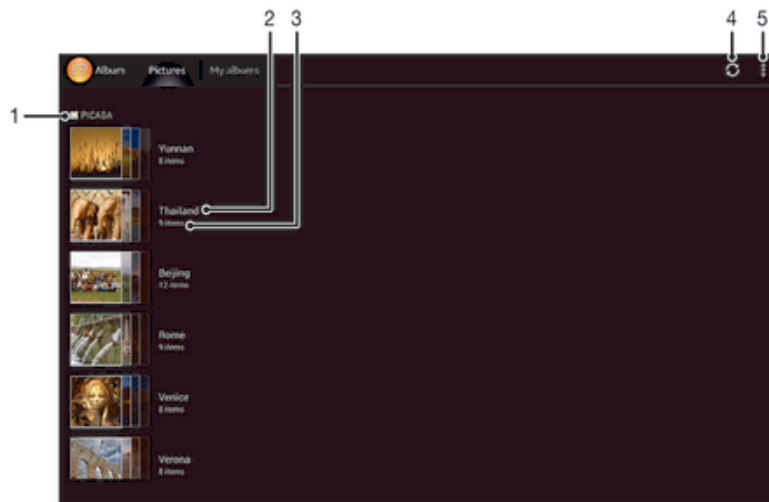 2 3 4 5
Album Pictures My albums
1 PICASA
Yunnan
8 items
Thailand
9 items
Beijing
12 items
Rome
9 items
Venice
8 items
Verona
8 items